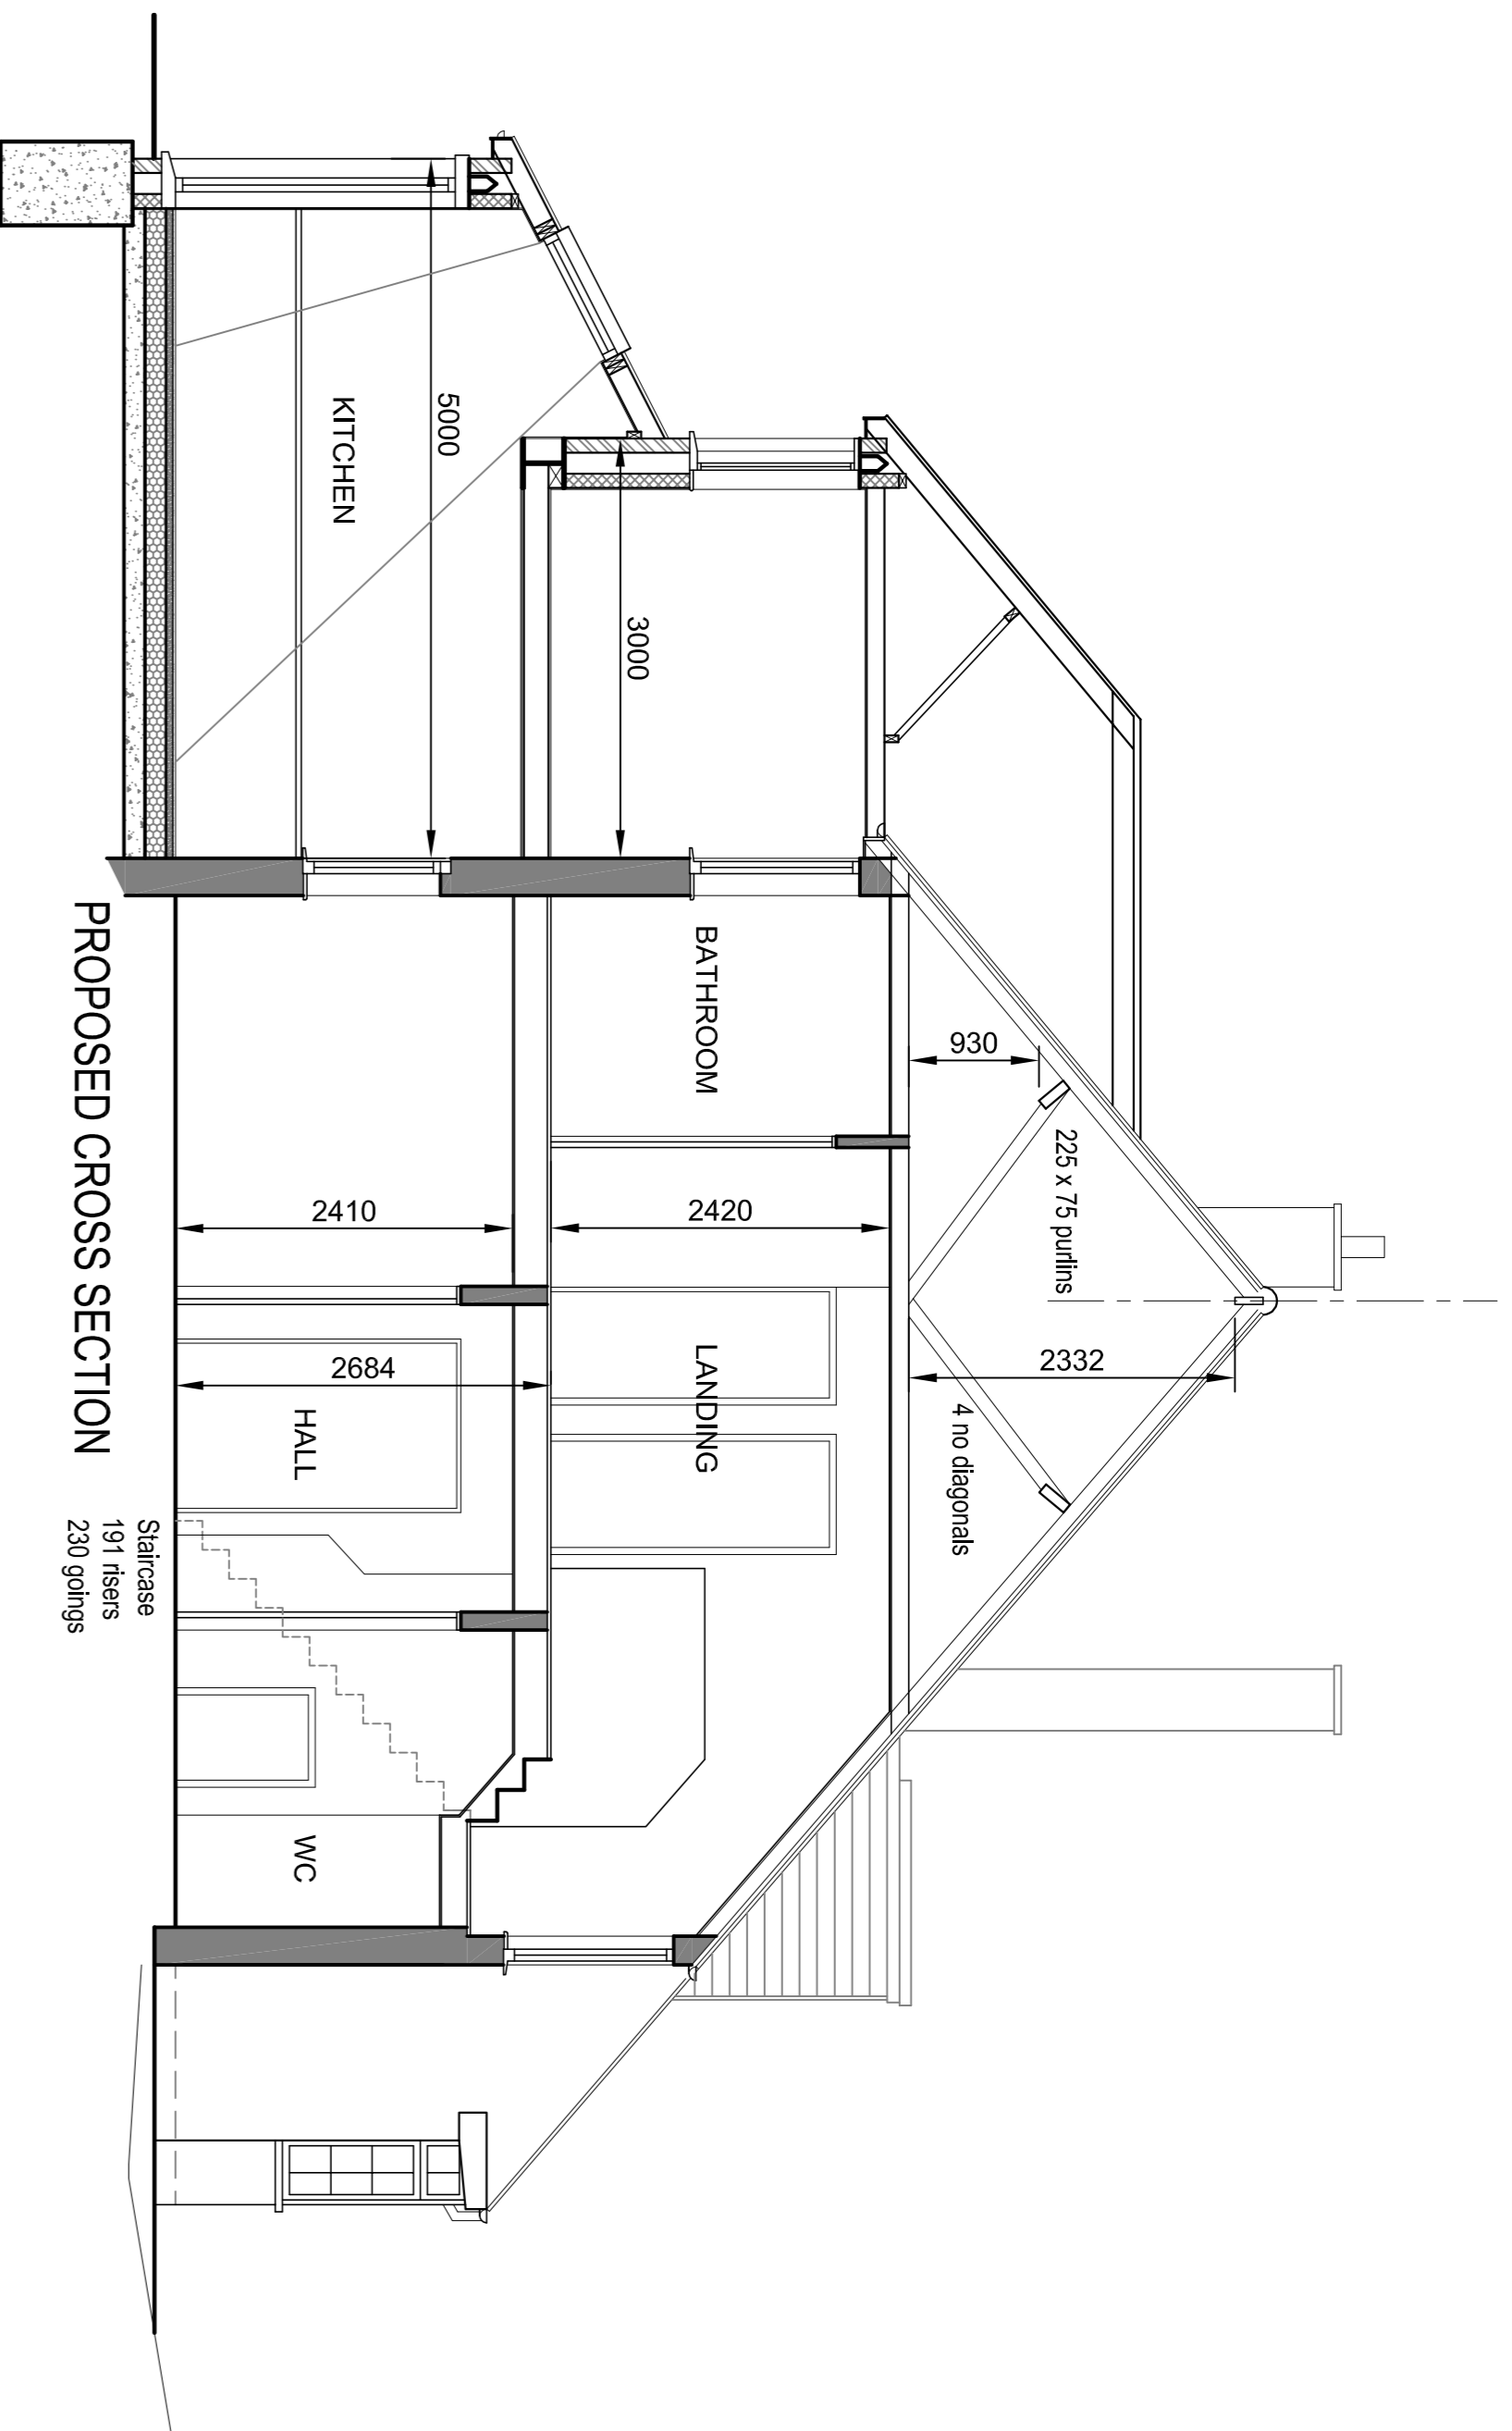 225 x 75 purlins
4 no diagonals
930
2332
BATHROOM
LANDING
3000
2420
5000
KITCHEN
2410
2684
HALL
WC
PROPOSED CROSS SECTION
Staircase
191 risers
230 goings